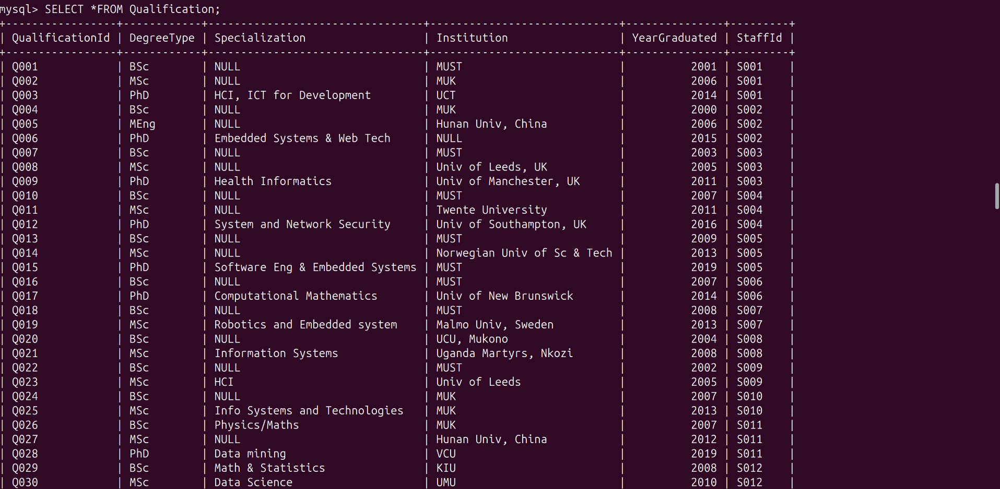 mysql> SELECT *FROM Qualification;
+-----------------+------------+---------------------------------+------------------------------+---------------+---------+
| QualificationId | DegreeType | Specialization                  | Institution                  | YearGraduated | StaffId |
+-----------------+------------+---------------------------------+------------------------------+---------------+---------+
| Q001            | BSc        | NULL                            | MUST                        |          2001 | S001    |
| Q002            | MSc        | NULL                            | MUK                         |          2006 | S001    |
| Q003            | PhD        | HCI, ICT for Development        | UCT                         |          2014 | S001    |
| Q004            | BSc        | NULL                            | MUK                         |          2000 | S002    |
| Q005            | MEng       | NULL                            | Hunan Univ, China           |          2006 | S002    |
| Q006            | PhD        | Embedded Systems & Web Tech     | NULL                        |          2015 | S002    |
| Q007            | BSc        | NULL                            | MUST                        |          2003 | S003    |
| Q008            | MSc        | NULL                            | Univ of Leeds, UK           |          2005 | S003    |
| Q009            | PhD        | Health Informatics              | Univ of Manchester, UK      |          2011 | S003    |
| Q010            | BSc        | NULL                            | MUST                        |          2007 | S004    |
| Q011            | MSc        | NULL                            | Twente University           |          2011 | S004    |
| Q012            | PhD        | System and Network Security     | Univ of Southampton, UK     |          2016 | S004    |
| Q013            | BSc        | NULL                            | MUST                        |          2009 | S005    |
| Q014            | MSc        | NULL                            | Norwegian Univ of Sc & Tech |          2013 | S005    |
| Q015            | PhD        | Software Eng & Embedded Systems | MUST                        |          2019 | S005    |
| Q016            | BSc        | NULL                            | MUST                        |          2007 | S006    |
| Q017            | PhD        | Computational Mathematics       | Univ of New Brunswick       |          2014 | S006    |
| Q018            | BSc        | NULL                            | MUST                        |          2008 | S007    |
| Q019            | MSc        | Robotics and Embedded system    | Malmo Univ, Sweden          |          2013 | S007    |
| Q020            | BSc        | NULL                            | UCU, Mukono                 |          2004 | S008    |
| Q021            | MSc        | Information Systems             | Uganda Martyrs, Nkozi       |          2008 | S008    |
| Q022            | BSc        | NULL                            | MUST                        |          2002 | S009    |
| Q023            | MSc        | HCI                             | Univ of Leeds               |          2005 | S009    |
| Q024            | BSc        | NULL                            | MUK                         |          2007 | S010    |
| Q025            | MSc        | Info Systems and Technologies   | MUK                         |          2013 | S010    |
| Q026            | BSc        | Physics/Maths                   | MUK                         |          2007 | S011    |
| Q027            | MSc        | NULL                            | Hunan Univ, China           |          2012 | S011    |
| Q028            | PhD        | Data mining                     | VCU                         |          2019 | S011    |
| Q029            | BSc        | Math & Statistics               | KIU                         |          2008 | S012    |
| Q030            | MSc        | Data Science                    | UMU                         |          2010 | S012    |